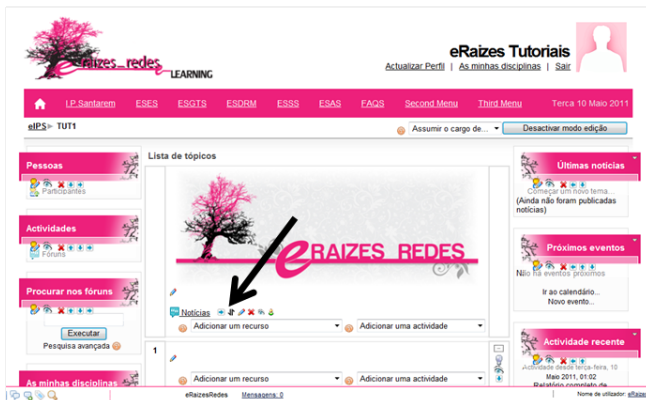 eRaizes_redes
LEARNING
eRaizes Tutoriais
Actualizar Perfil | As minhas disciplinas | Sair
I.P Santarem ESES ESGTS ESDRM ESSS ESAS FAQS Second Menu Third Menu Terca 10 Maio 2011
eIPS ► TUT1
Assumir o cargo de...
Desactivar modo edição
Pessoas
Participantes
Actividades
Fóruns
Procurar nos fóruns
Executar
Pesquisa avançada
As minhas disciplinas
Lista de tópicos
eRAIZES_REDES
Notícias
Adicionar um recurso
Adicionar uma actividade
1
Adicionar um recurso
Adicionar uma actividade
Últimas notícias
Começar um novo tema...
(Ainda não foram publicadas
notícias)
Próximos eventos
Não há eventos próximos
Ir ao calendário...
Novo evento...
Actividade recente
Actividade desde terça-feira, 10
Maio 2011, 01:02
Relatório completo da
eRaizesRedes
Mensagens: 0
Nome de utilizador: eRaizes